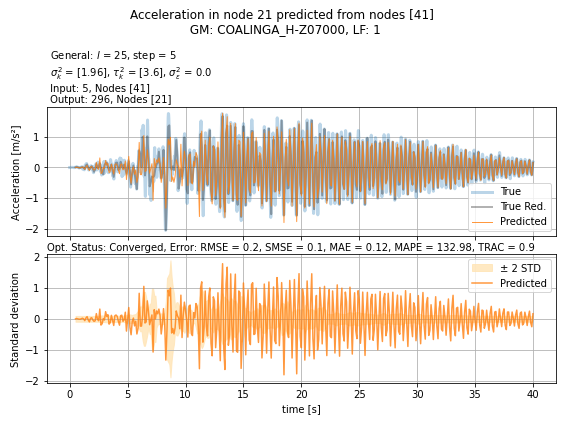 Acceleration in node 21 predicted from nodes [41]
GM: COALINGA_H-Z07000, LF: 1
General: l = 25, step = 5
σ²ₖ = [1.96], τ²ₖ = [3.6], σ²ₜ = 0.0
Input: 5, Nodes [41]
Output: 296, Nodes [21]
Acceleration [m/s²]
1
0
−1
−2
True
True Red.
Predicted
Opt. Status: Converged, Error: RMSE = 0.2, SMSE = 0.1, MAE = 0.12, MAPE = 132.98, TRAC = 0.9
Standard deviation
2
1
0
−1
−2
± 2 STD
Predicted
0 5 10 15 20 25 30 35 40
time [s]